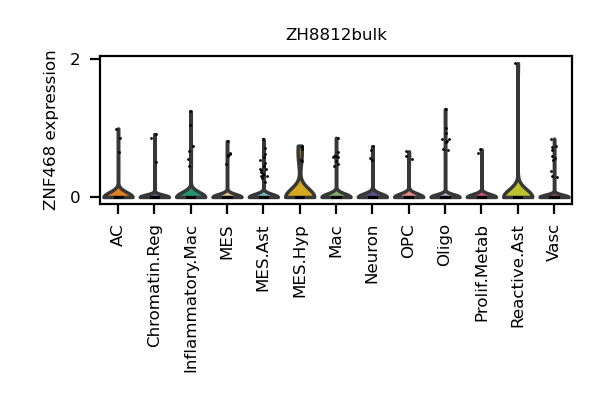 ZH8812bulk
ZNF468 expression
2
0
AC
Chromatin.Reg
Inflammatory.Mac
MES
MES.Ast
MES.Hyp
Mac
Neuron
OPC
Oligo
Prolif.Metab
Reactive.Ast
Vasc